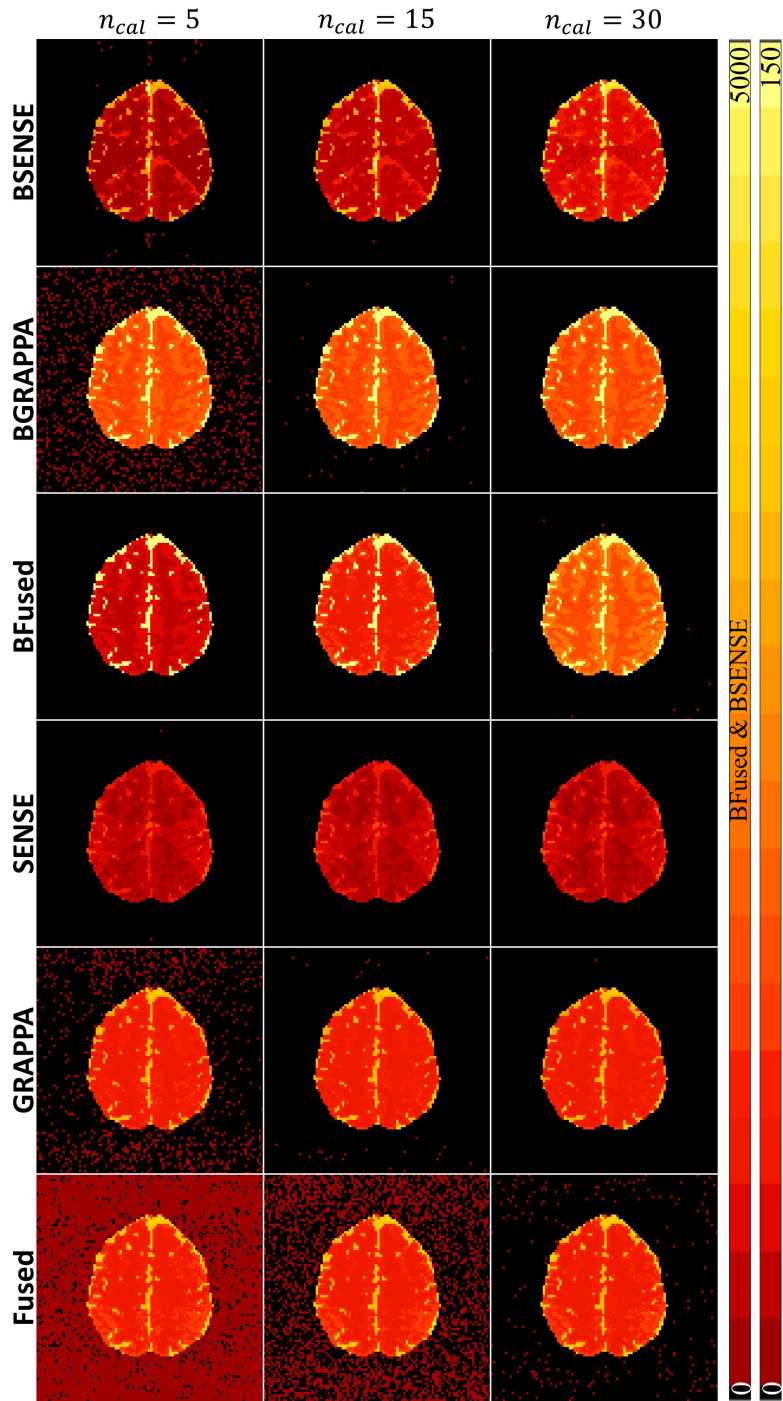 n_cal = 5
n_cal = 15
n_cal = 30
BSENSE
BGRAPPA
BFused
SENSE
GRAPPA
Fused
5000
BFused & BSENSE
0
150
0